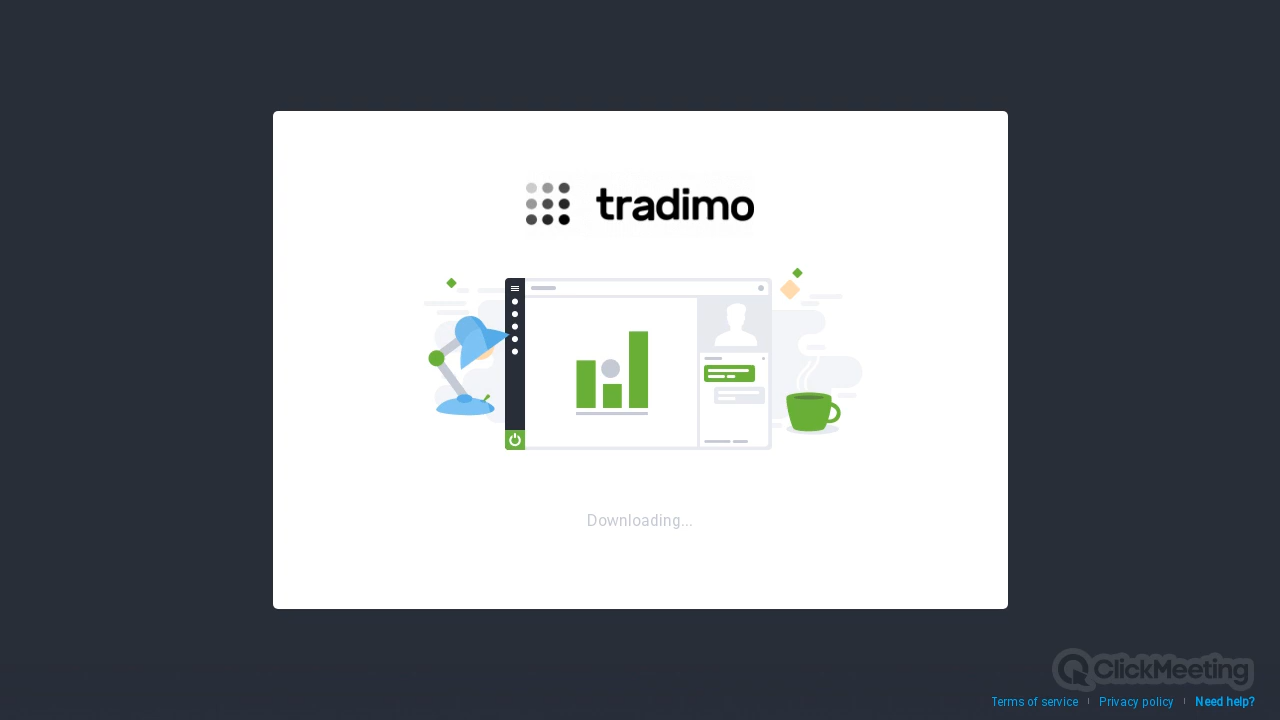 tradimo
Downloading...
ClickMeeting
Terms of service | Privacy policy | Need help?